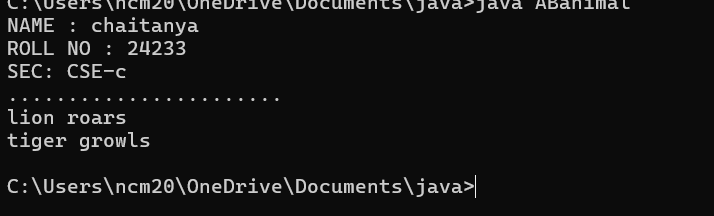 C:\Users\ncm20\OneDrive\Documents\java>java ABanimal
NAME : chaitanya
ROLL NO : 24233
SEC: CSE-c
.......................
lion roars
tiger growls
C:\Users\ncm20\OneDrive\Documents\java>